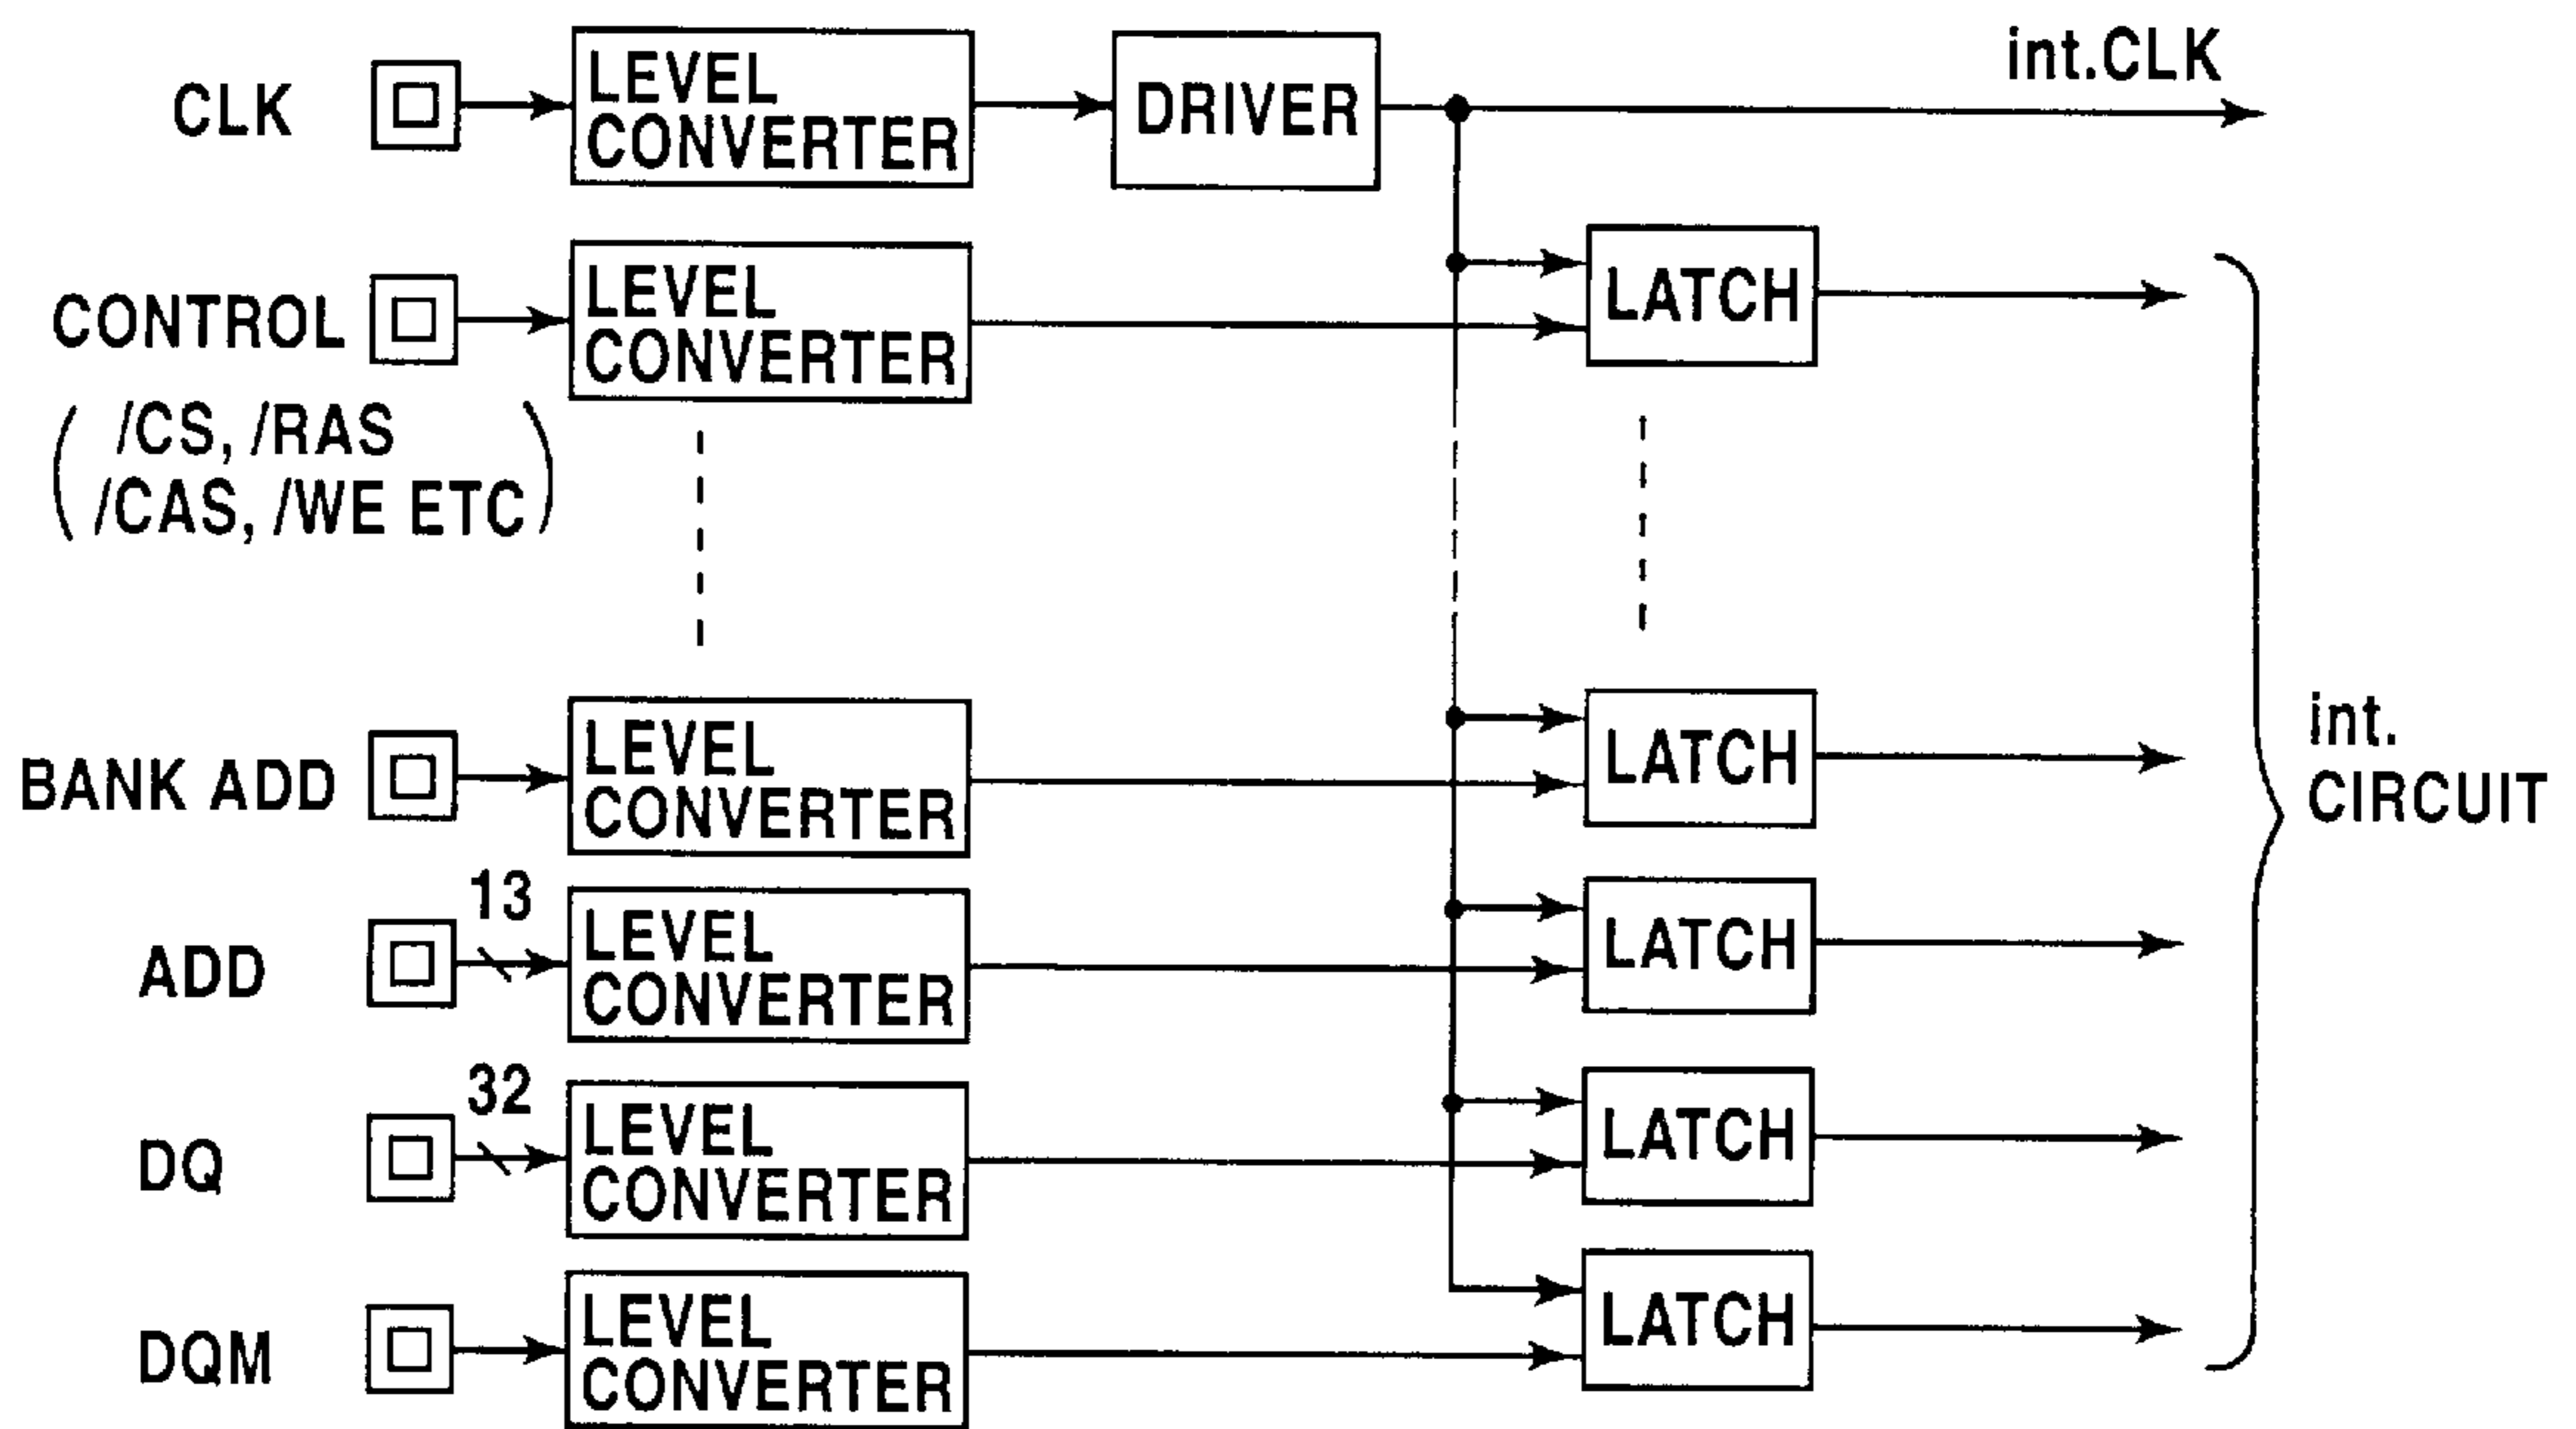 CLK
LEVEL
CONVERTER
DRIVER
int.CLK
CONTROL
LEVEL
CONVERTER
LATCH
( /CS, /RAS
/CAS, /WE ETC )
BANK ADD
LEVEL
CONVERTER
LATCH
int.
CIRCUIT
ADD
13
LEVEL
CONVERTER
LATCH
DQ
32
LEVEL
CONVERTER
LATCH
DQM
LEVEL
CONVERTER
LATCH